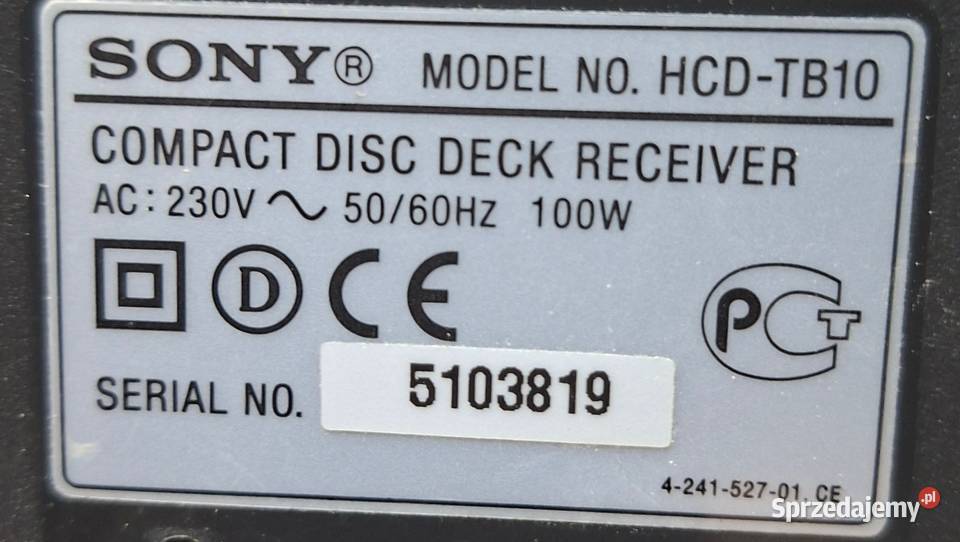 SONY® MODEL NO. HCD-TB10
COMPACT DISC DECK RECEIVER
AC: 230V ~ 50/60HZ 100W
D CE PCT
SERIAL NO. 5103819
4-241-527-01. CE
Sprzedajemy.pl